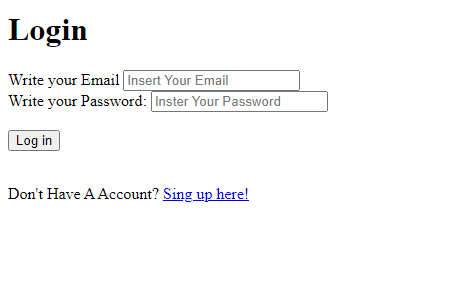 Login
Write your Email Insert Your Email
Write your Password: Inster Your Password
Log in
Don't Have A Account? Sing up here!